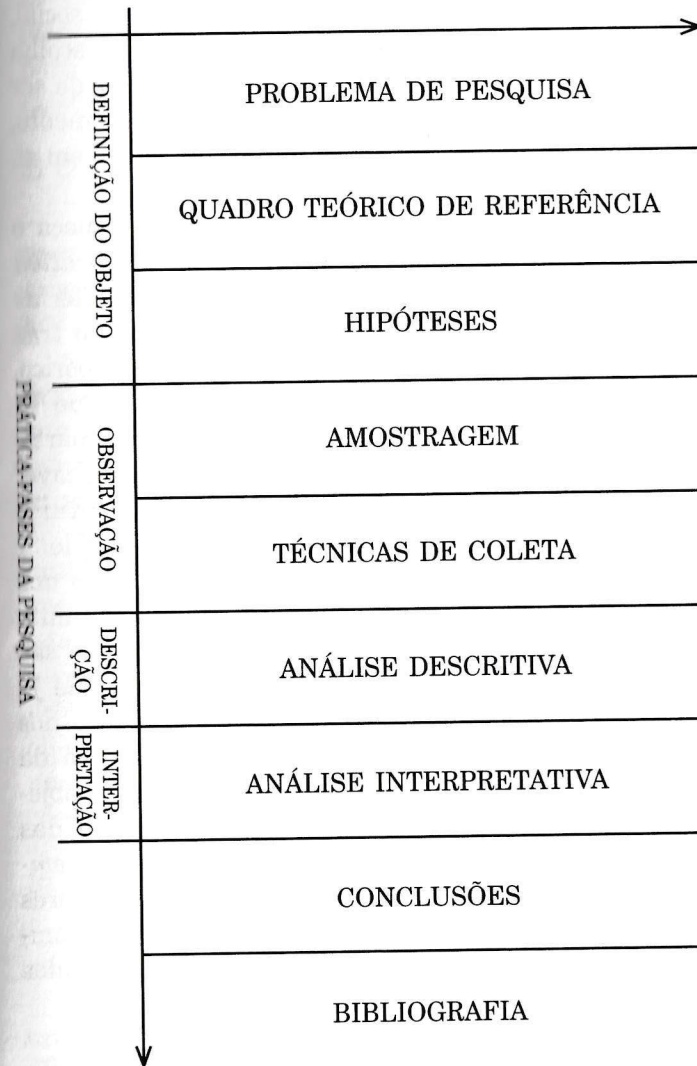 PRÁTICA-FASES DA PESQUISA
DEFINIÇÃO DO OBJETO
PROBLEMA DE PESQUISA
QUADRO TEÓRICO DE REFERÊNCIA
HIPÓTESES
OBSERVAÇÃO
AMOSTRAGEM
TÉCNICAS DE COLETA
DESCRI-
ÇÃO
ANÁLISE DESCRITIVA
INTER-
PRETAÇÃO
ANÁLISE INTERPRETATIVA
CONCLUSÕES
BIBLIOGRAFIA